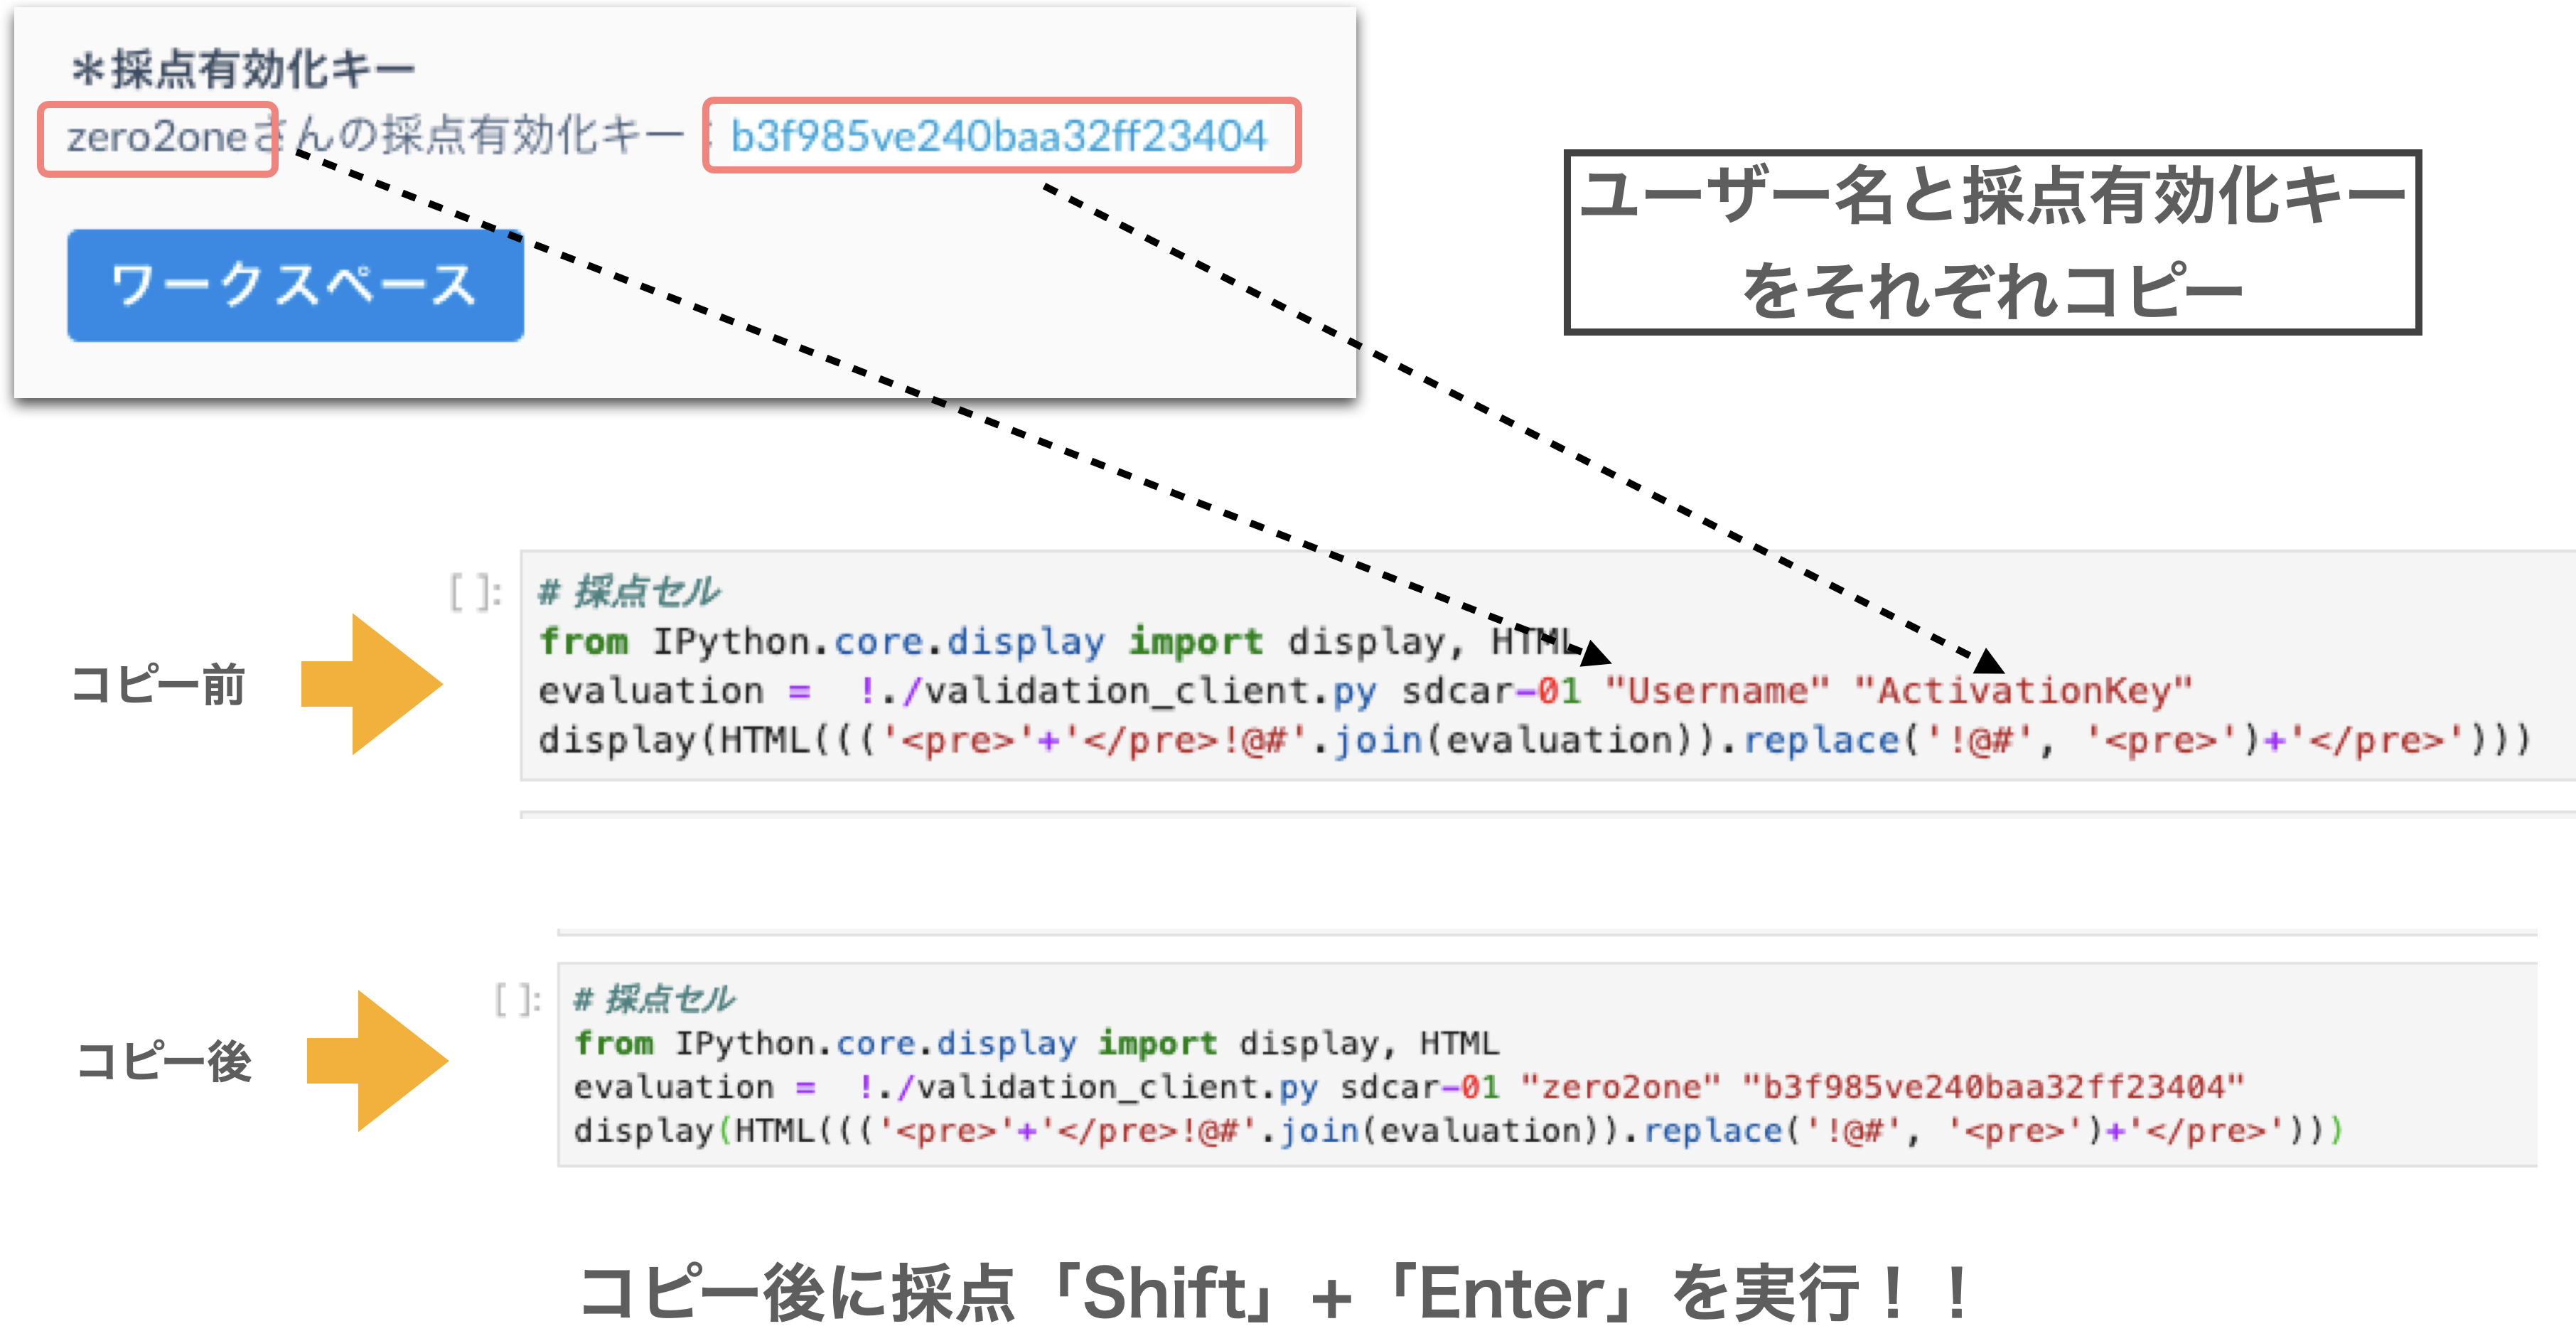 *採点有効化キー
zero2oneさんの採点有効化キー: b3f985ve240baa32ff23404
ワークスペース
ユーザー名と採点有効化キー
をそれぞれコピー
コピー前
[ ]:
# 採点セル
from IPython.core.display import display, HTML
evaluation =  !./validation_client.py sdcar-01 "Username" "ActivationKey"
display(HTML((('<pre>'+'</pre>!@#'.join(evaluation)).replace('!@#', '<pre>')+'</pre>')))
コピー後
[ ]:
# 採点セル
from IPython.core.display import display, HTML
evaluation =  !./validation_client.py sdcar-01 "zero2one" "b3f985ve240baa32ff23404"
display(HTML((('<pre>'+'</pre>!@#'.join(evaluation)).replace('!@#', '<pre>')+'</pre>')))
コピー後に採点「Shift」+「Enter」を実行！！